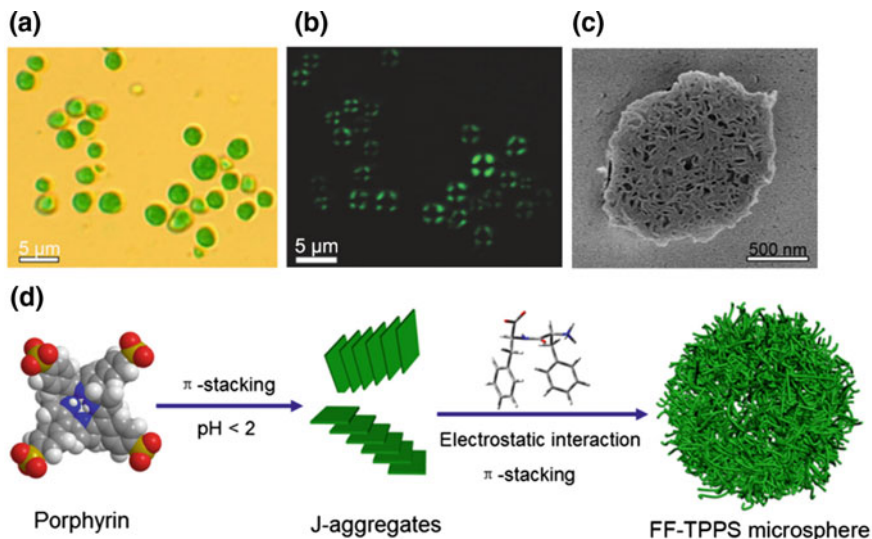 (a)
(b)
(c)
5 µm
5 µm
500 nm
(d)
π-stacking
pH < 2
Electrostatic interaction
π-stacking
Porphyrin
J-aggregates
FF-TPPS microsphere